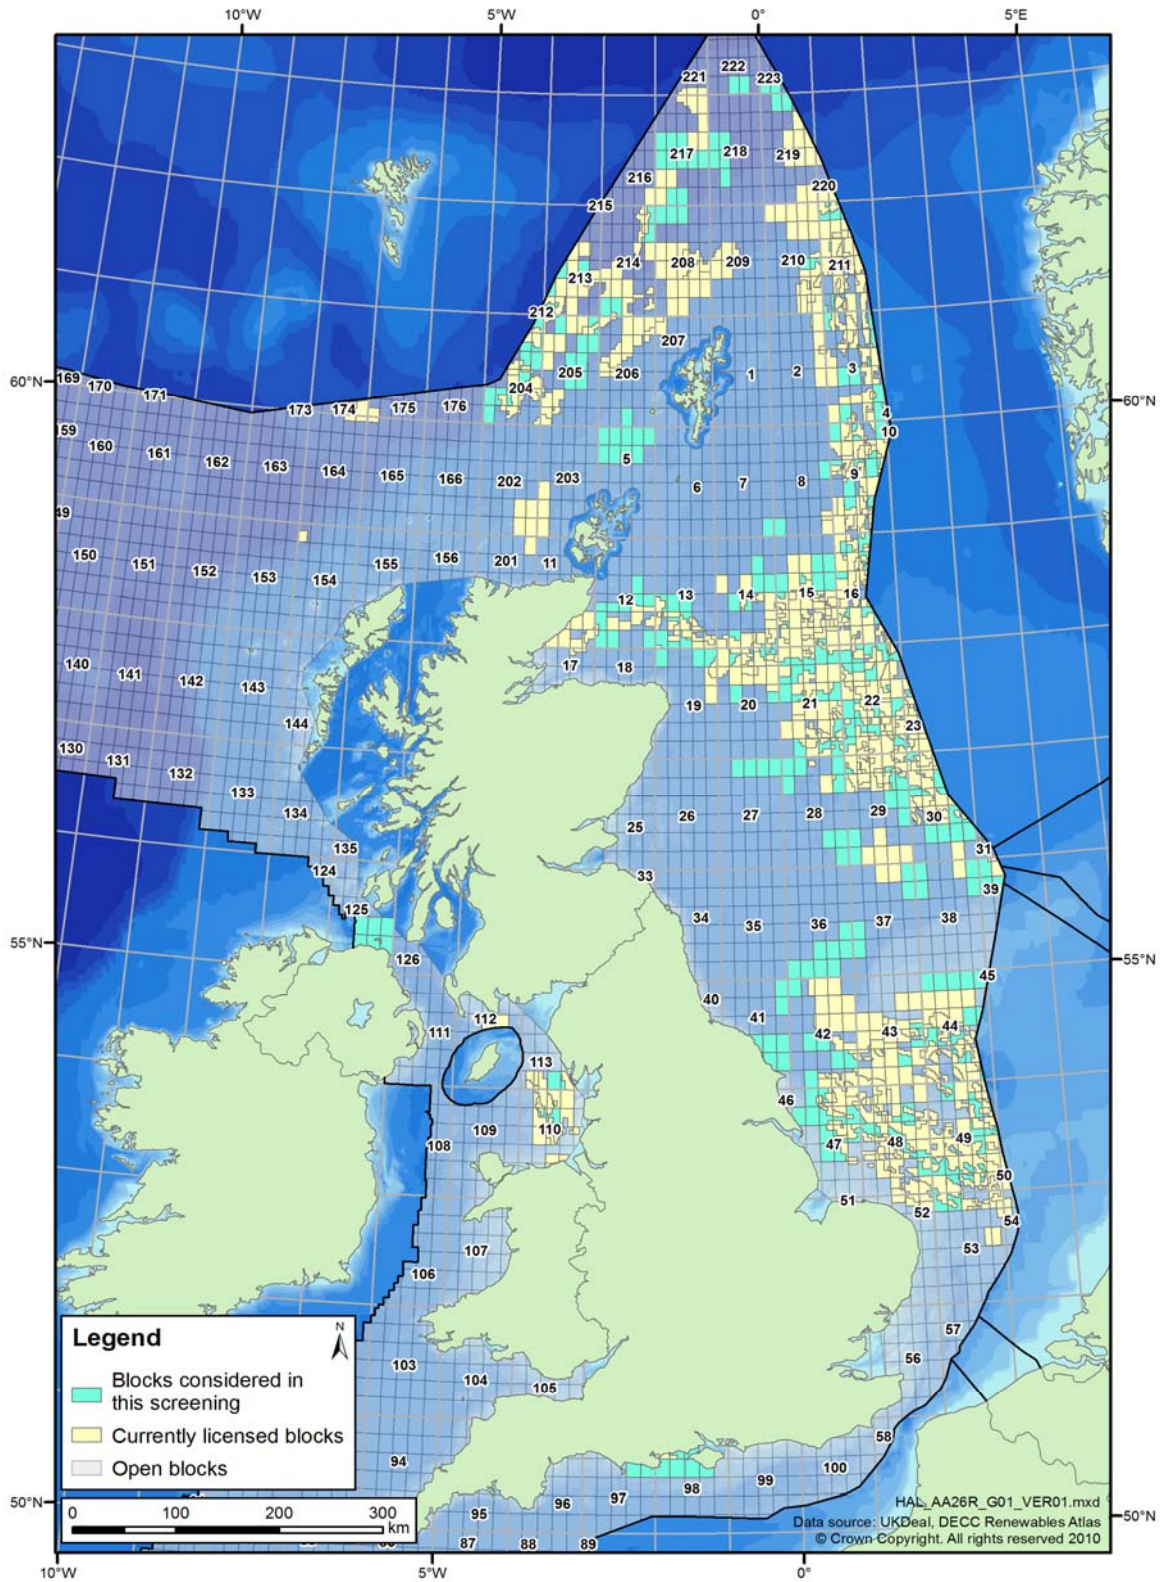 10°W 5°W 0° 5°E
222
221 223
217 218 219
216
220
215
214 208 209 210 211
213
212
207
204 205 206 1 2 3
60°N 60°N
169 170 171 173 174 175 176
4
10
159 160 161 162 163 164 165 166 202 203 5 9
6 7 8
49
150 151 152 153 154 155 156 201 11
12 13 14 15 16
140 141 142 143 17 18
144 19 20 21 22
23
130 131 132
133 134 26 27 28 29 30
25
135 31
124 33 39
125 34 35 36 37 38
55°N 55°N
126
40 45
41 42 43 44
111 112
113
46
108 109 110 47 48 49
50
51 52
54
53
106 107
57
103 56
104 105
58
94 98 99 100
95 96 97
87 88 89
Legend
N
Blocks considered in
this screening
Currently licensed blocks
Open blocks
0 100 200 300
km
50°N 50°N
HAL_AA26R_G01_VER01.mxd
Data source: UKDeal, DECC Renewables Atlas
© Crown Copyright. All rights reserved 2010
10°W 5°W 0°